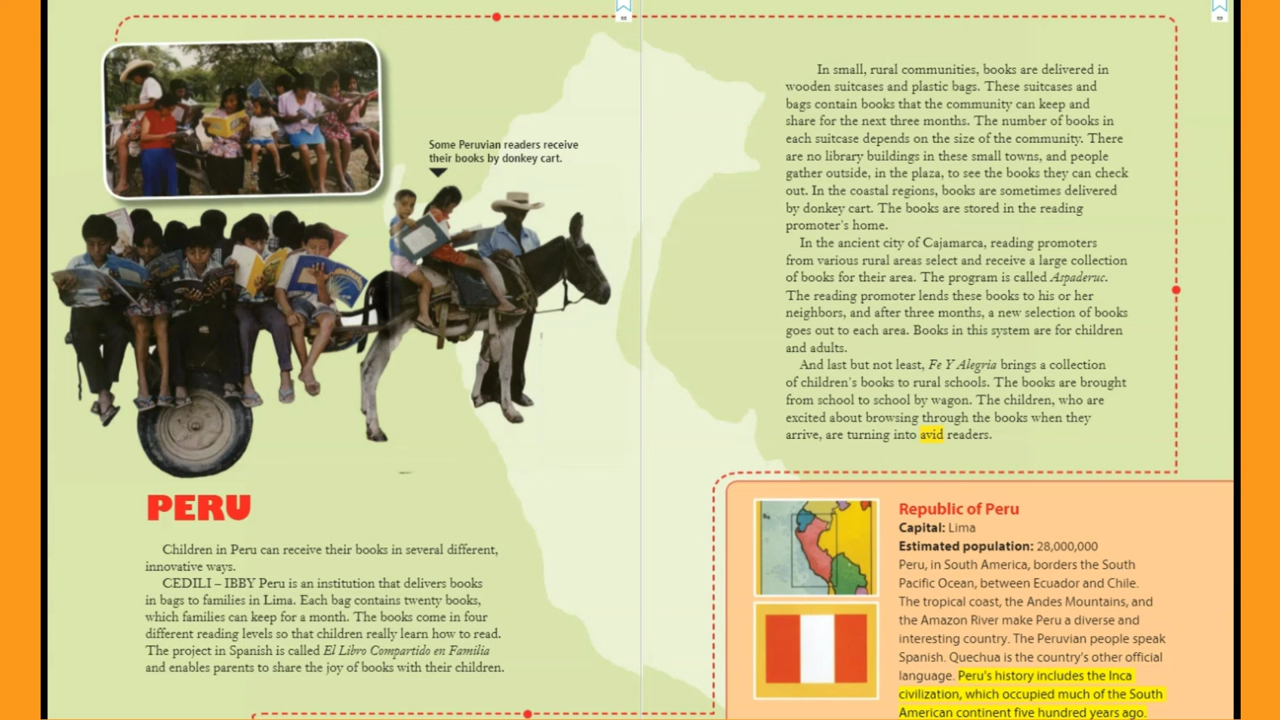 Some Peruvian readers receive
their books by donkey cart.
PERU
Children in Peru can receive their books in several different,
innovative ways.
CEDILI – IBBY Peru is an institution that delivers books
in bags to families in Lima. Each bag contains twenty books,
which families can keep for a month. The books come in four
different reading levels so that children really learn how to read.
The project in Spanish is called El Libro Compartido en Familia
and enables parents to share the joy of books with their children.
In small, rural communities, books are delivered in
wooden suitcases and plastic bags. These suitcases and
bags contain books that the community can keep and
share for the next three months. The number of books in
each suitcase depends on the size of the community. There
are no library buildings in these small towns, and people
gather outside, in the plaza, to see the books they can check
out. In the coastal regions, books are sometimes delivered
by donkey cart. The books are stored in the reading
promoter's home.
In the ancient city of Cajamarca, reading promoters
from various rural areas select and receive a large collection
of books for their area. The program is called Aspaderuc.
The reading promoter lends these books to his or her
neighbors, and after three months, a new selection of books
goes out to each area. Books in this system are for children
and adults.
And last but not least, Fe Y Alegria brings a collection
of children's books to rural schools. The books are brought
from school to school by wagon. The children, who are
excited about browsing through the books when they
arrive, are turning into avid readers.
Republic of Peru
Capital: Lima
Estimated population: 28,000,000
Peru, in South America, borders the South
Pacific Ocean, between Ecuador and Chile.
The tropical coast, the Andes Mountains, and
the Amazon River make Peru a diverse and
interesting country. The Peruvian people speak
Spanish. Quechua is the country's other official
language. Peru's history includes the Inca
civilization, which occupied much of the South
American continent five hundred years ago.